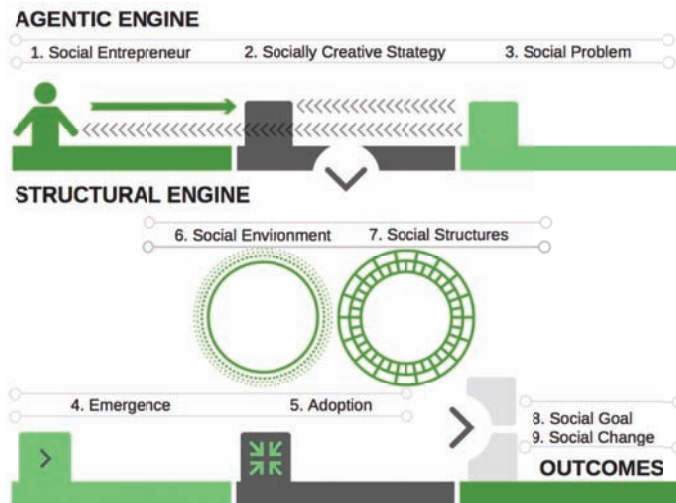 AGENTIC ENGINE
1. Social Entrepreneur 2. Socially Creative Strategy 3. Social Problem
STRUCTURAL ENGINE
6. Social Environment 7. Social Structures
4. Emergence 5. Adoption
8. Social Goal
9. Social Change
OUTCOMES